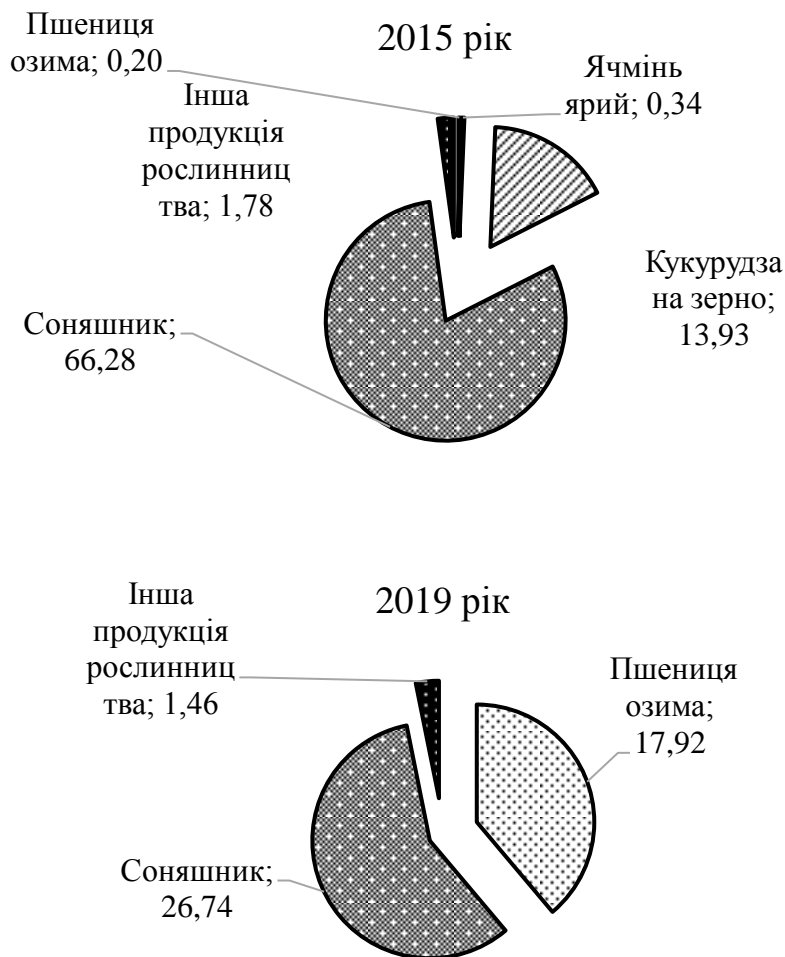 Пшениця
озима; 0,20
2015 рік
Ячмінь
ярий; 0,34
Інша
продукція
рослинниц
тва; 1,78
Кукурудза
на зерно;
13,93
Соняшник;
66,28
Інша
продукція
рослинниц
тва; 1,46
2019 рік
Пшениця
озима;
17,92
Соняшник;
26,74